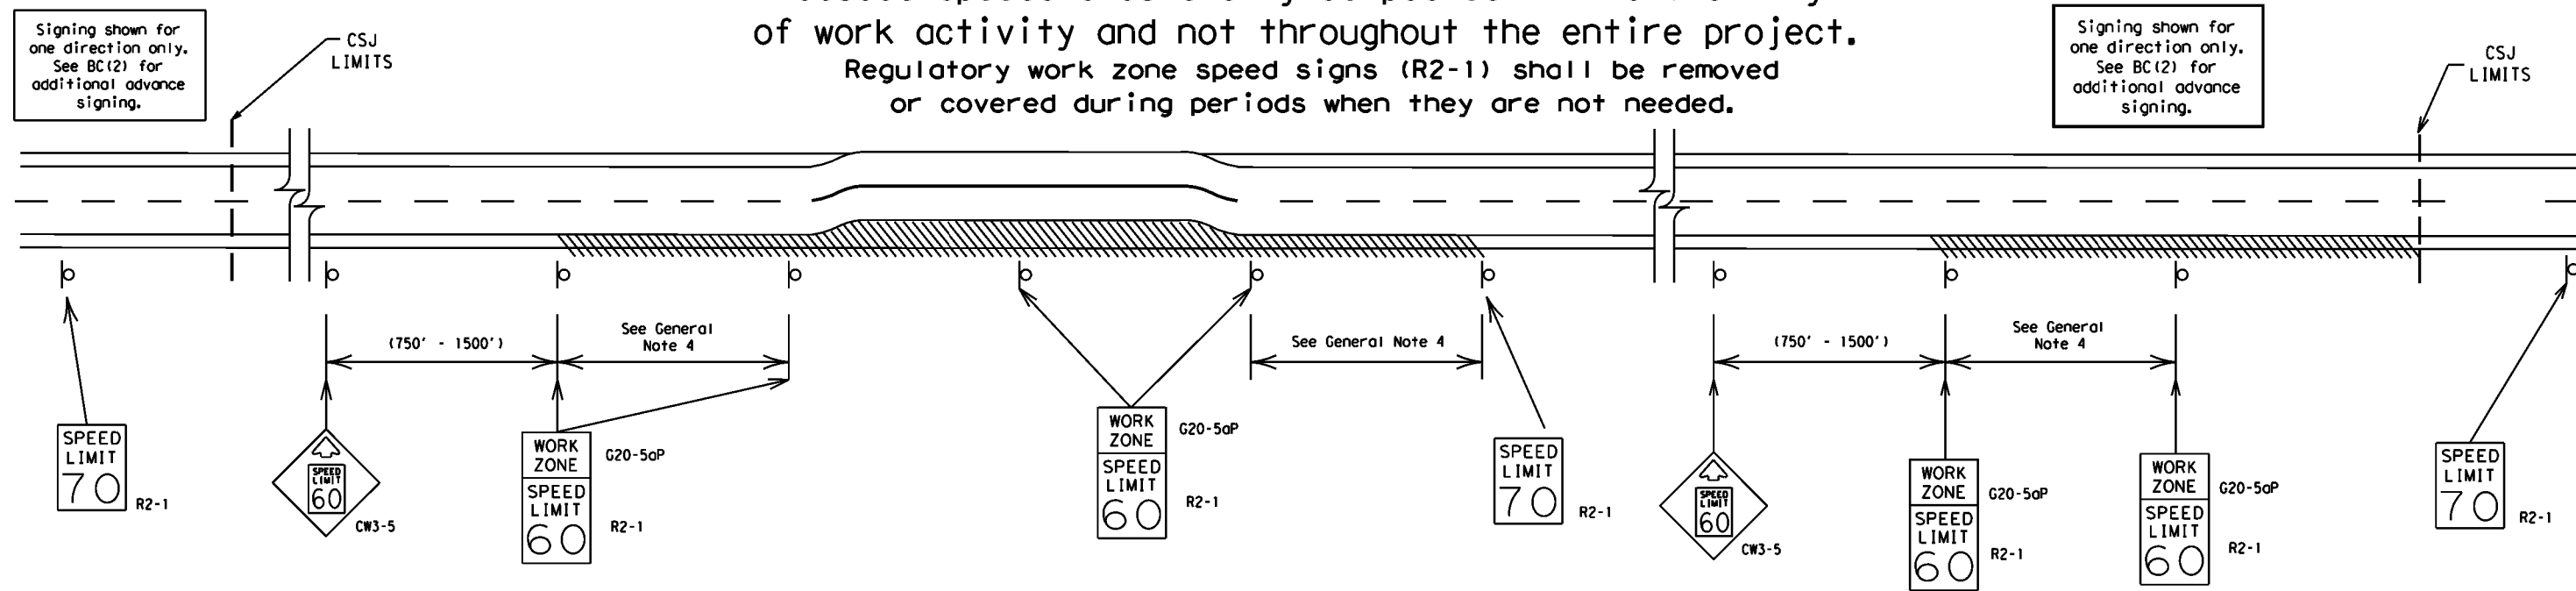 of work activity and not throughout the entire project.
Regulatory work zone speed signs (R2-1) shall be removed
or covered during periods when they are not needed.
Signing shown for
one direction only.
See BC(2) for
additional advance
signing.
CSJ
LIMITS
Signing shown for
one direction only.
See BC(2) for
additional advance
signing.
CSJ
LIMITS
(750' - 1500')
See General
Note 4
See General Note 4
(750' - 1500')
See General
Note 4
SPEED
LIMIT
70
R2-1
SPEED
LIMIT
60
CW3-5
WORK
ZONE
G20-5aP
SPEED
LIMIT
60
R2-1
WORK
ZONE
G20-5aP
SPEED
LIMIT
60
R2-1
SPEED
LIMIT
70
R2-1
SPEED
LIMIT
60
CW3-5
WORK
ZONE
G20-5aP
SPEED
LIMIT
60
R2-1
WORK
ZONE
G20-5aP
SPEED
LIMIT
60
R2-1
SPEED
LIMIT
70
R2-1